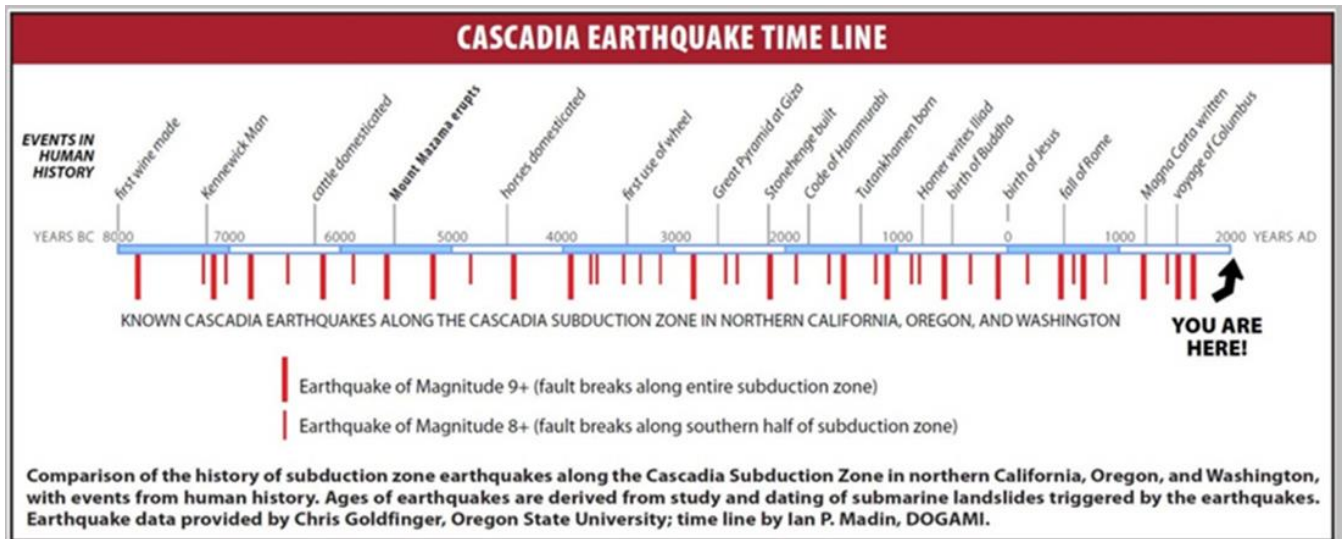 CASCADIA EARTHQUAKE TIME LINE
EVENTS IN
HUMAN
HISTORY
first wine made
Kennewick Man
cattle domesticated
Mount Mazama erupts
horses domesticated
first use of wheel
Great Pyramid at Giza
Stonehenge built
Code of Hammurabi
Tutankhamen born
Homer writes Iliad
birth of Buddha
birth of Jesus
fall of Rome
Magna Carta written
voyage of Columbus
YEARS BC 8000 7000 6000 5000 4000 3000 2000 1000 0 1000 2000 YEARS AD
KNOWN CASCADIA EARTHQUAKES ALONG THE CASCADIA SUBDUCTION ZONE IN NORTHERN CALIFORNIA, OREGON, AND WASHINGTON
YOU ARE
HERE!
Earthquake of Magnitude 9+ (fault breaks along entire subduction zone)
Earthquake of Magnitude 8+ (fault breaks along southern half of subduction zone)
Comparison of the history of subduction zone earthquakes along the Cascadia Subduction Zone in northern California, Oregon, and Washington,
with events from human history. Ages of earthquakes are derived from study and dating of submarine landslides triggered by the earthquakes.
Earthquake data provided by Chris Goldfinger, Oregon State University; time line by Ian P. Madin, DOGAMI.